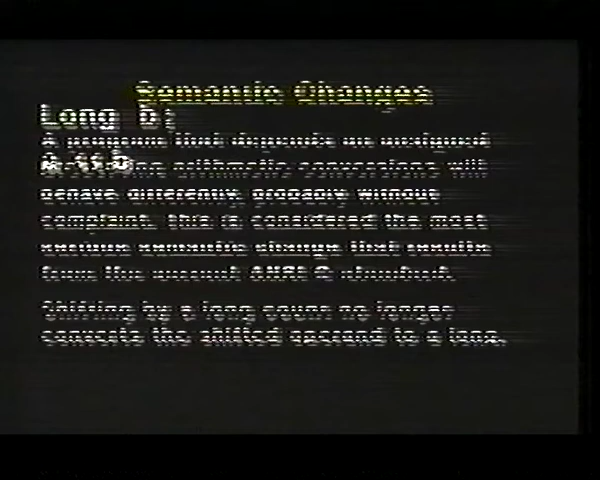 Semantic Changes
Long b;
A program that depends on unsigned
A << b
arithmetic conversions will
behave differently, probably without
complaint. This is considered the most
serious semantic change that results
from the current ANSI C standard.
Shifting by a long count no longer
converts the shifted operand to a long.